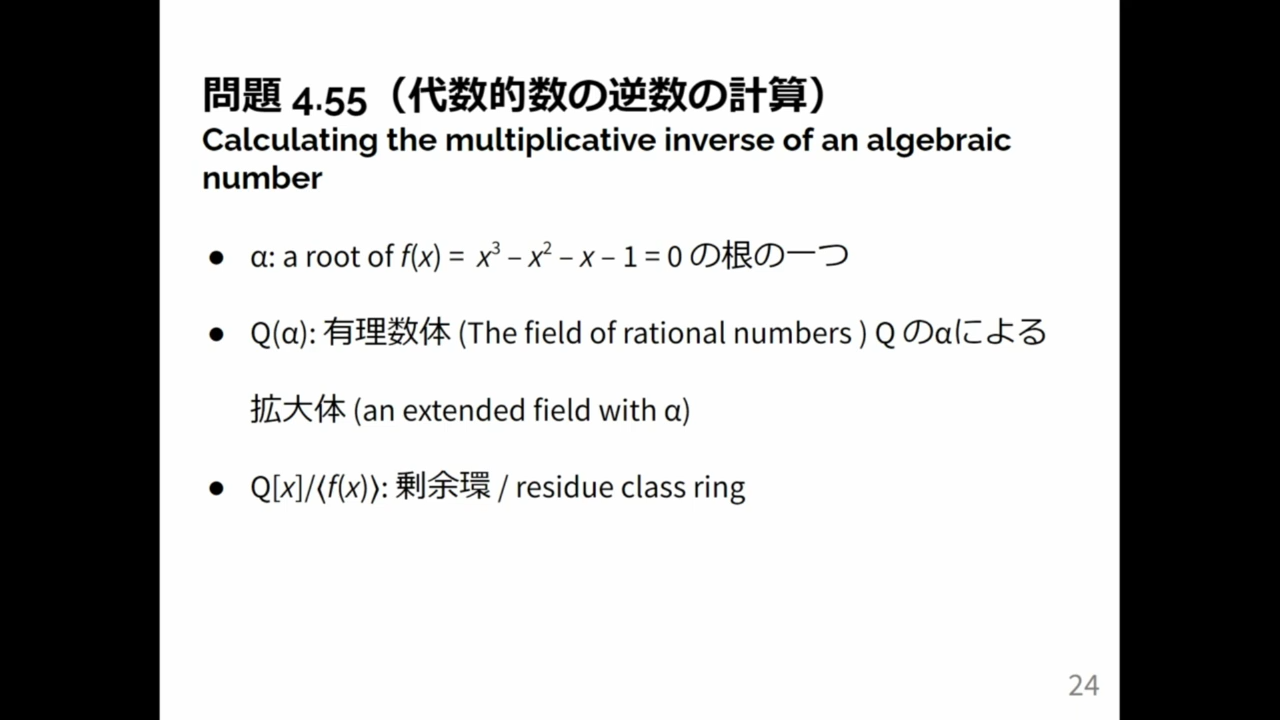 問題 4.55（代数的数の逆数の計算）
Calculating the multiplicative inverse of an algebraic
number
● α: a root of f(x) = x³ – x² – x – 1 = 0 の根の一つ
● Q(α): 有理数体 (The field of rational numbers ) Q のαによる
拡大体 (an extended field with α)
● Q[x]/⟨f(x)⟩: 剰余環 / residue class ring
24